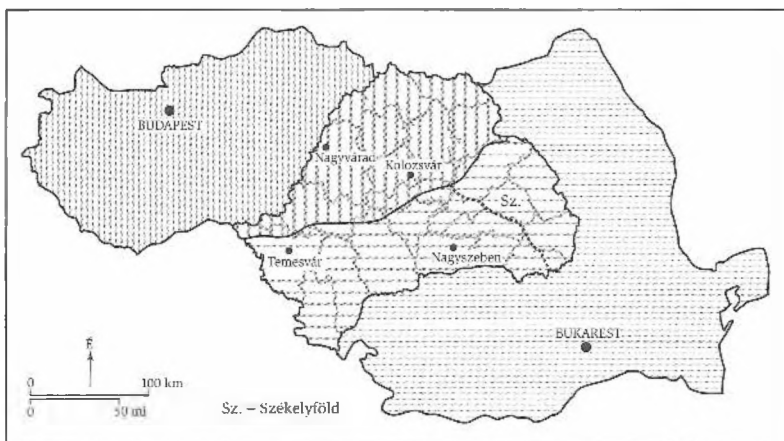 BUDAPEST
Nagyvárad
Kolozsvár
Sz.
Temesvár
Nagyszeben
BUKAREST
É
0 100 km
0 50 mi
Sz. – Székelyföld